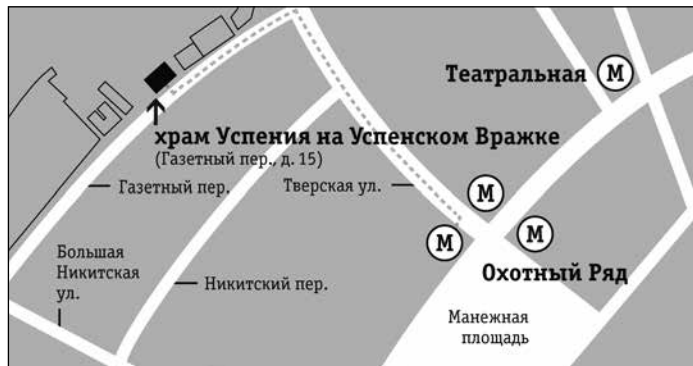 Театральная М
храм Успения на Успенском Вражке
(Газетный пер., д. 15)
Газетный пер.
Тверская ул.
М
М
М
Большая
Никитская
ул.
Никитский пер.
Охотный Ряд
Манежная
площадь